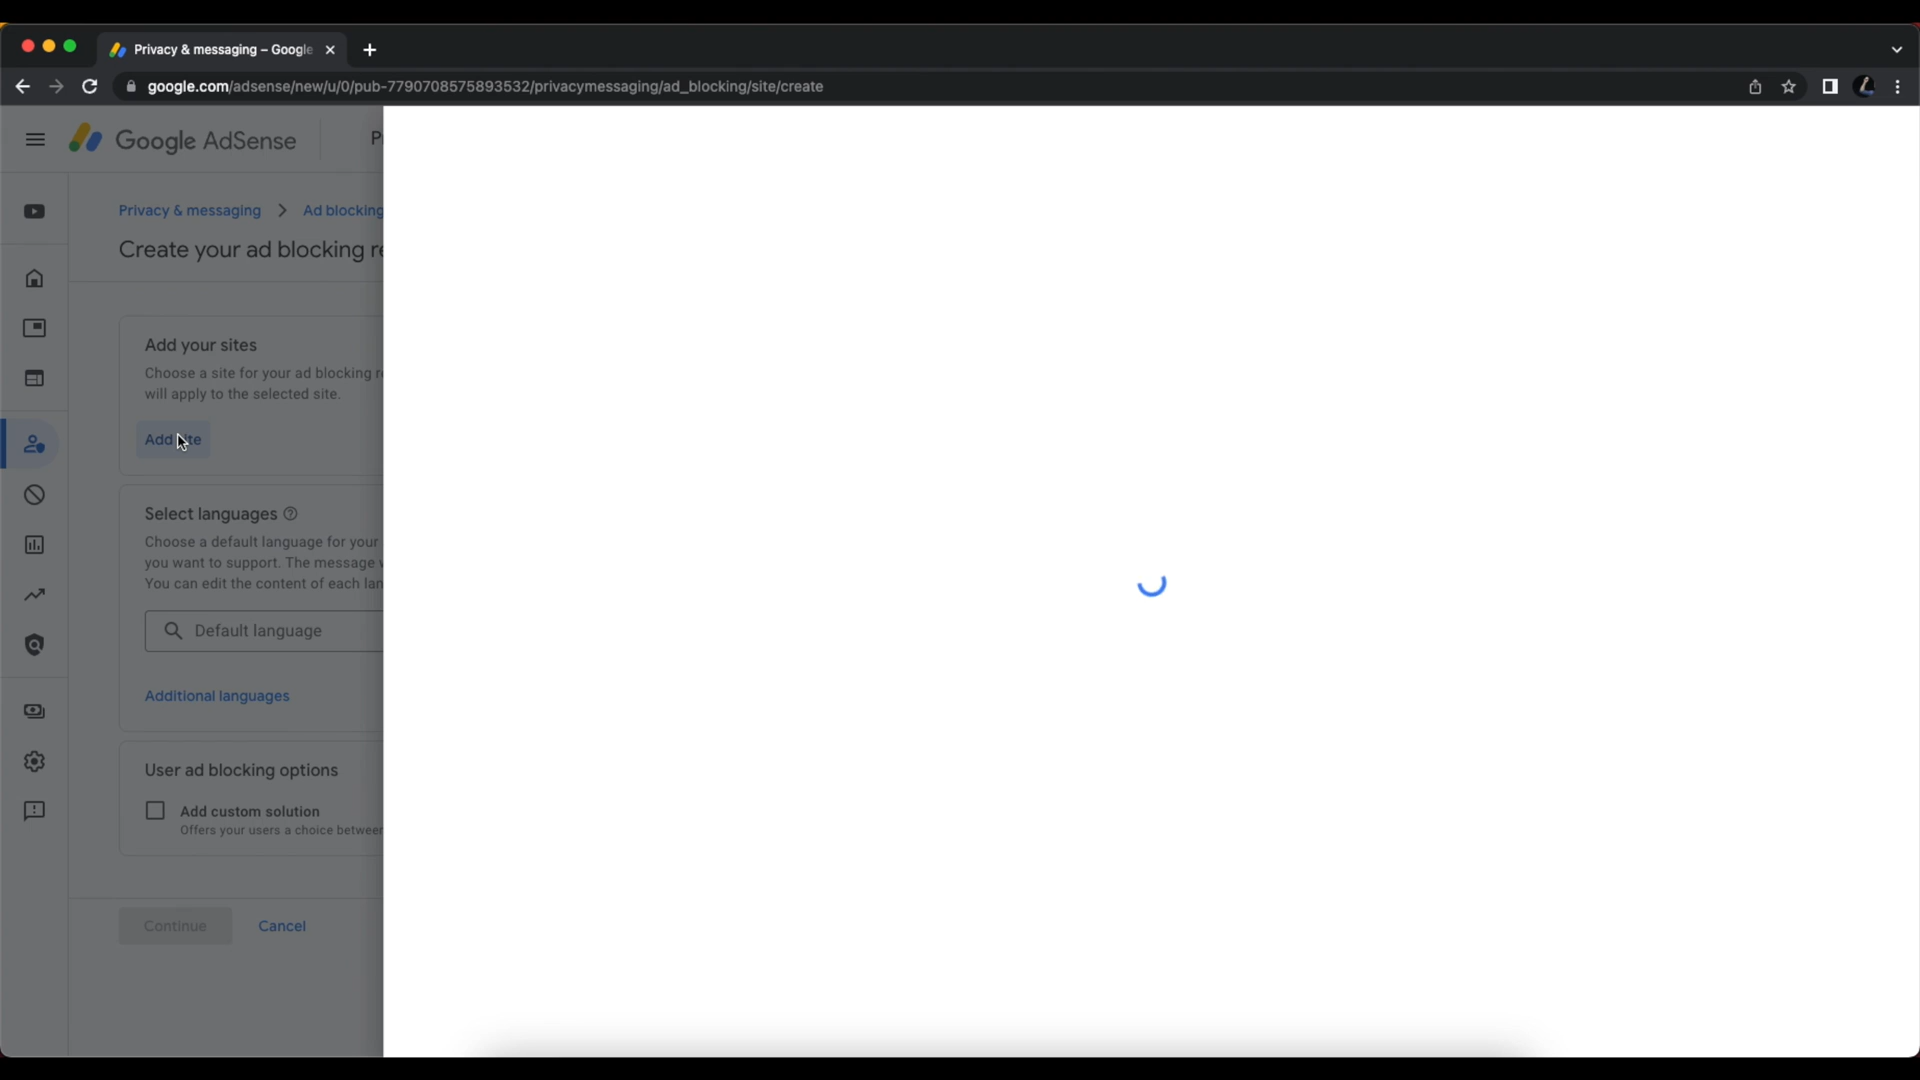 Privacy & messaging – Google
google.com/adsense/new/u/0/pub-7790708575893532/privacymessaging/ad_blocking/site/create
Google AdSense
Privacy & messaging
Ad blocking
Create your ad blocking
Add your sites
Choose a site for your ad blocking
will apply to the selected site.
Add site
Select languages
Choose a default language for your
you want to support. The message
You can edit the content of each
Default language
Additional languages
User ad blocking options
Add custom solution
Offers your users a choice between
Continue Cancel